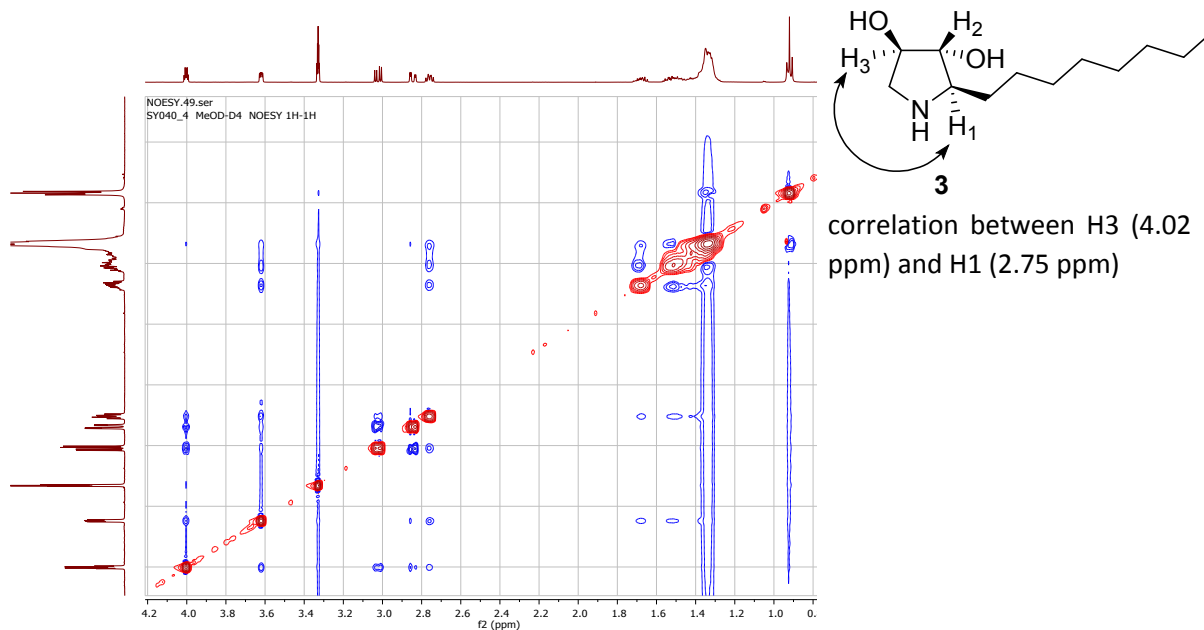 NOESY.49.ser
SY040_4 MeOD-D4 NOESY 1H-1H
4.2 4.0 3.8 3.6 3.4 3.2 3.0 2.8 2.6 2.4 2.2 2.0 1.8 1.6 1.4 1.2 1.0
f2 (ppm)
HO
H2
H3
OH
N
H
H1
3
correlation between H3 (4.02
ppm) and H1 (2.75 ppm)